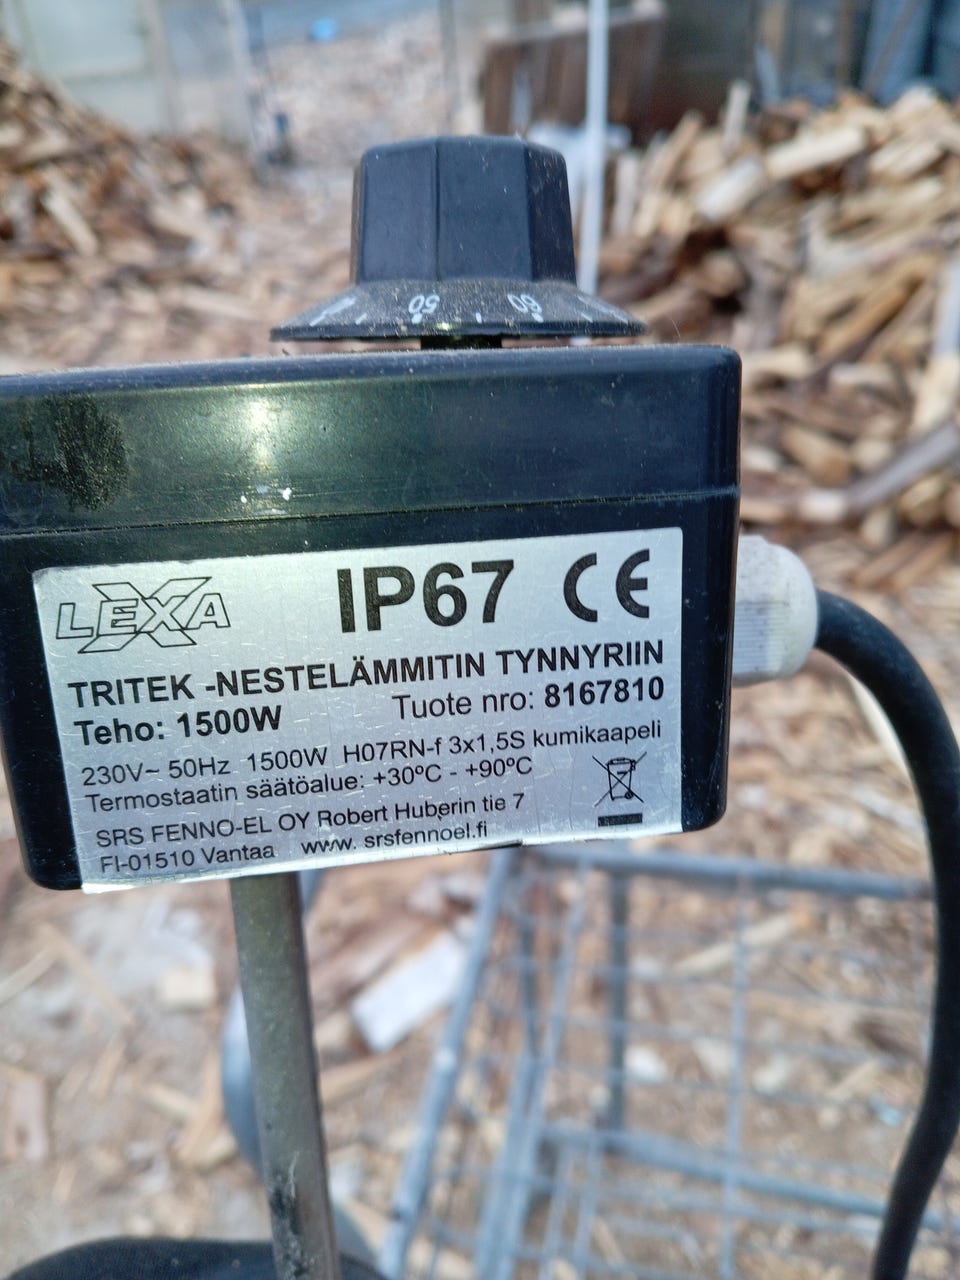 50
60
LEXA
IP67 CE
TRITEK -NESTELÄMMITIN TYNNYRIIN
Teho: 1500W Tuote nro: 8167810
230V~ 50Hz 1500W H07RN-f 3x1,5S kumikaapeli
Termostaatin säätöalue: +30ºC - +90ºC
SRS FENNO-EL OY Robert Huberin tie 7
FI-01510 Vantaa www. srsfennoel.fi